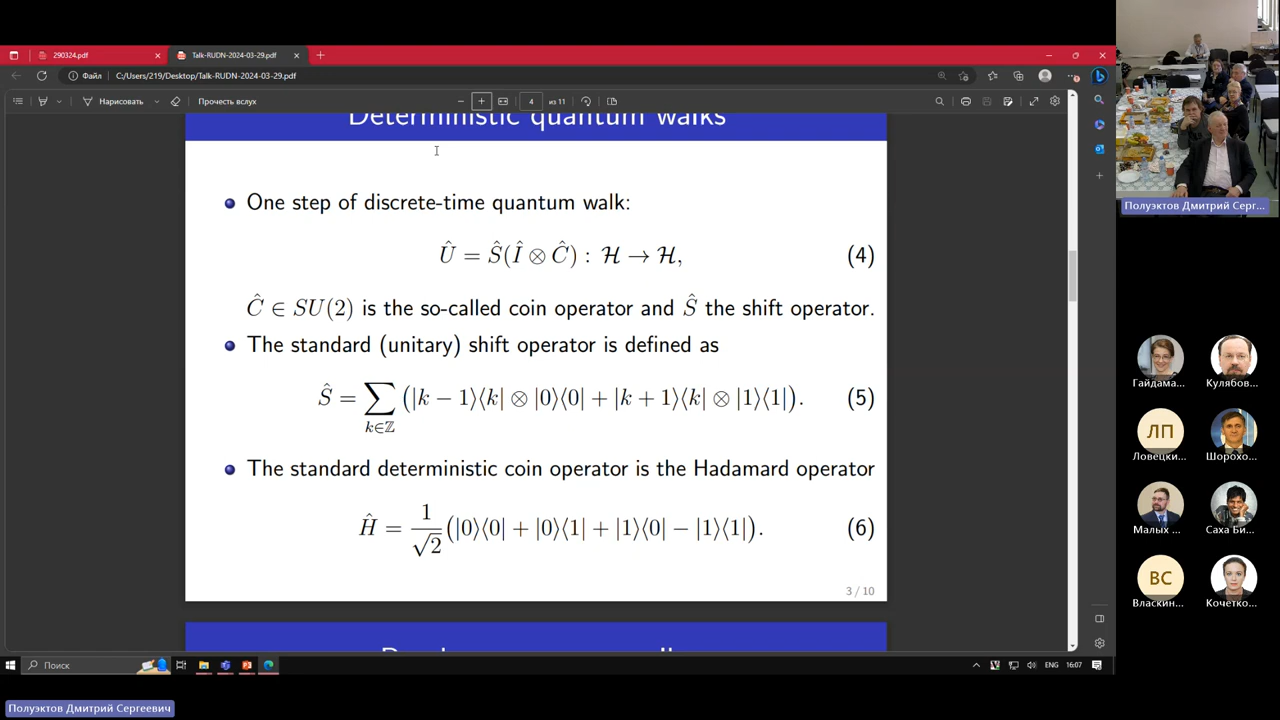 290324.pdf
Talk-RUDN-2024-03-29.pdf
Файл
C:/Users/219/Desktop/Talk-RUDN-2024-03-29.pdf
Нарисовать
Прочесть вслух
4
из 11
Deterministic quantum walks
One step of discrete-time quantum walk:
Û = Ŝ(Î ⊗ Ĉ) : ℋ → ℋ, (4)
Ĉ ∈ SU(2) is the so-called coin operator and Ŝ the shift operator.
The standard (unitary) shift operator is defined as
Ŝ = ∑ k∈ℤ (|k − 1⟩⟨k| ⊗ |0⟩⟨0| + |k + 1⟩⟨k| ⊗ |1⟩⟨1|). (5)
The standard deterministic coin operator is the Hadamard operator
Ĥ = 1/√2 (|0⟩⟨0| + |0⟩⟨1| + |1⟩⟨0| − |1⟩⟨1|). (6)
3 / 10
Поиск
ENG
16:07
Полуэктов Дмитрий Серг...
Гайдама...
Кулябов...
ЛП
Ловецки...
Шорохо...
Малых ...
Саха Би...
ВС
Власкин...
Кочетко...
Полуэктов Дмитрий Сергеевич